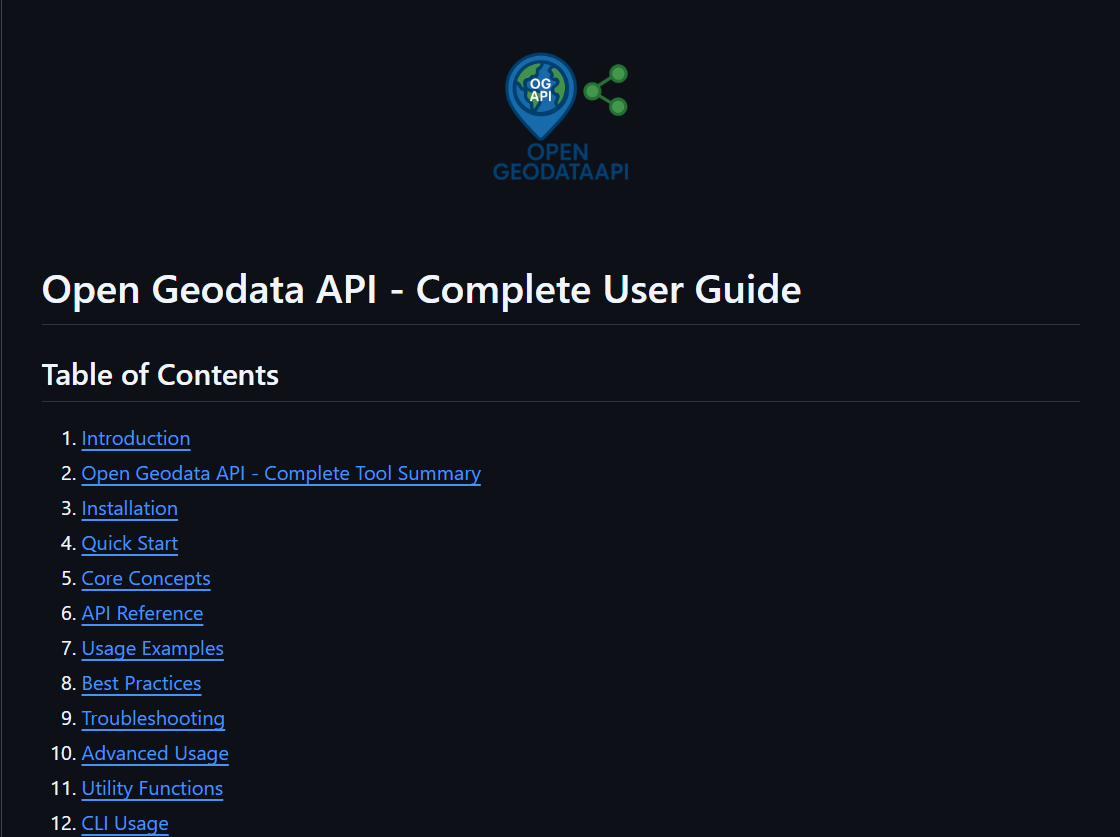 OG
API
OPEN
GEODATAAPI
Open Geodata API - Complete User Guide
Table of Contents
1. Introduction
2. Open Geodata API - Complete Tool Summary
3. Installation
4. Quick Start
5. Core Concepts
6. API Reference
7. Usage Examples
8. Best Practices
9. Troubleshooting
10. Advanced Usage
11. Utility Functions
12. CLI Usage